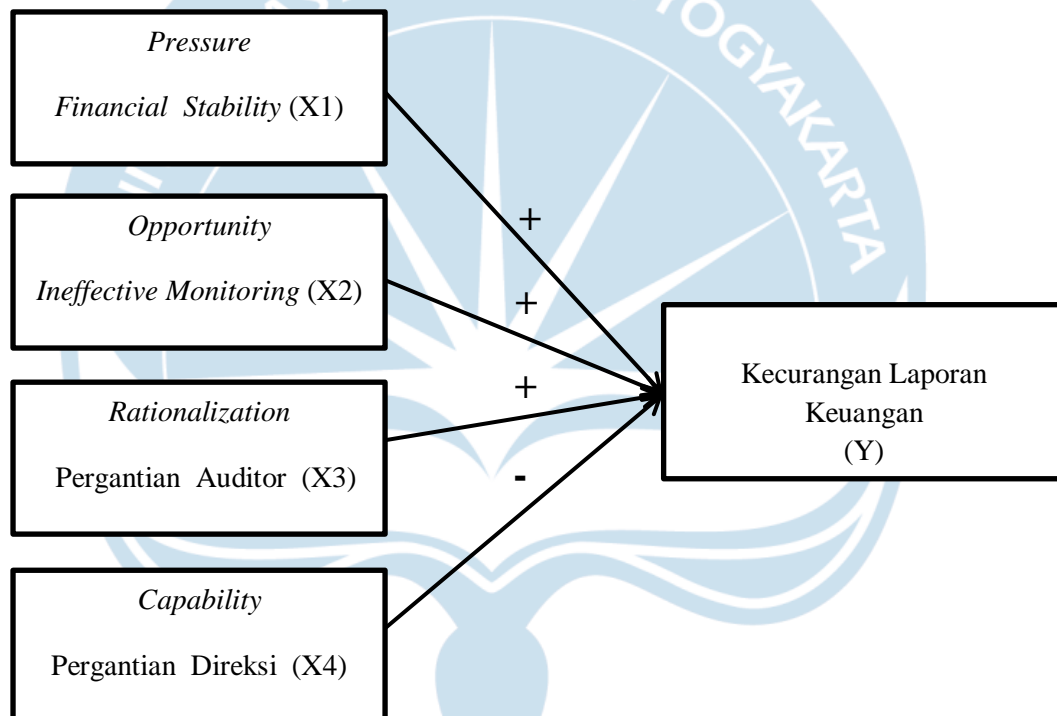 Pressure
Financial Stability (X1)
Opportunity
Ineffective Monitoring (X2)
Rationalization
Pergantian Auditor (X3)
Capability
Pergantian Direksi (X4)
+
+
+
-
Kecurangan Laporan
Keuangan
(Y)
YOGYAKARTA